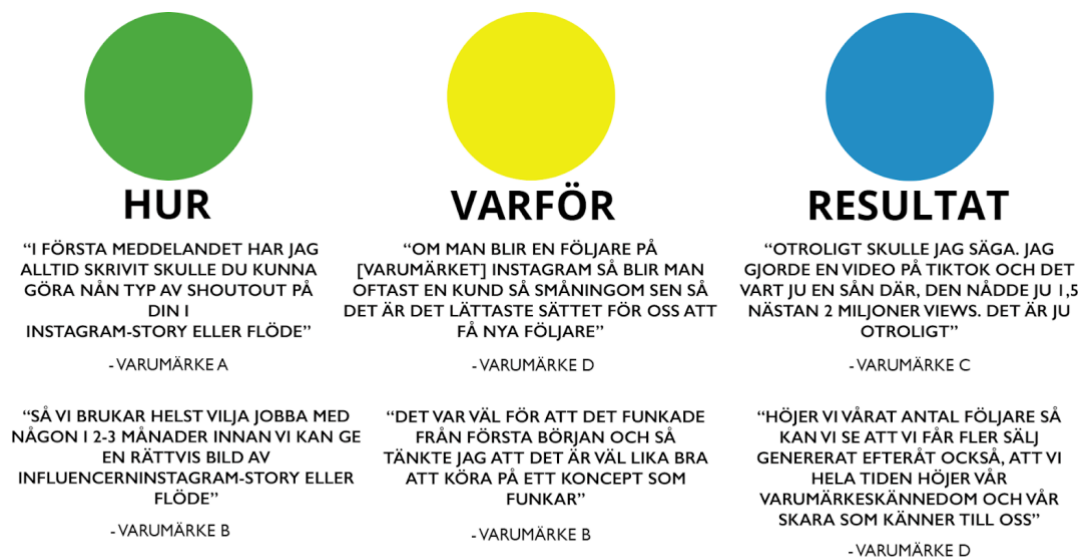 HUR
“I FÖRSTA MEDDELANDET HAR JAG
ALLTID SKRIVIT SKULLE DU KUNNA
GÖRA NÅN TYP AV SHOUTOUT PÅ
DIN I
INSTAGRAM-STORY ELLER FLÖDE”
- VARUMÄRKE A
“SÅ VI BRUKAR HELST VILJA JOBBA MED
NÅGON I 2-3 MÅNADER INNAN VI KAN GE
EN RÄTTVIS BILD AV
INFLUENCERNINSTAGRAM-STORY ELLER
FLÖDE”
- VARUMÄRKE B
VARFÖR
“OM MAN BLIR EN FÖLJARE PÅ
[VARUMÄRKET] INSTAGRAM SÅ BLIR MAN
OFTAST EN KUND SÅ SMÅNINGOM SEN SÅ
DET ÄR DET LÄTTASTE SÄTTET FÖR OSS ATT
FÅ NYA FÖLJARE”
- VARUMÄRKE D
“DET VAR VÄL FÖR ATT DET FUNKADE
FRÅN FÖRSTA BÖRJAN OCH SÅ
TÄNKTE JAG ATT DET ÄR VÄL LIKA BRA
ATT KÖRA PÅ ETT KONCEPT SOM
FUNKAR”
- VARUMÄRKE B
RESULTAT
“OTROLIGT SKULLE JAG SÄGA. JAG
GJORDE EN VIDEO PÅ TIKTOK OCH DET
VART JU EN SÅN DÄR, DEN NÅDDE JU 1,5
NÄSTAN 2 MILJONER VIEWS. DET ÄR JU
OTROLIGT”
- VARUMÄRKE C
“HÖJER VI VÅRAT ANTAL FÖLJARE SÅ
KAN VI SE ATT VI FÅR FLER SÄLJ
GENERERAT EFTERÅT OCKSÅ, ATT VI
HELA TIDEN HÖJER VÅR
VARUMÄRKESKÄNNEDOM OCH VÅR
SKARA SOM KÄNNER TILL OSS”
- VARUMÄRKE D